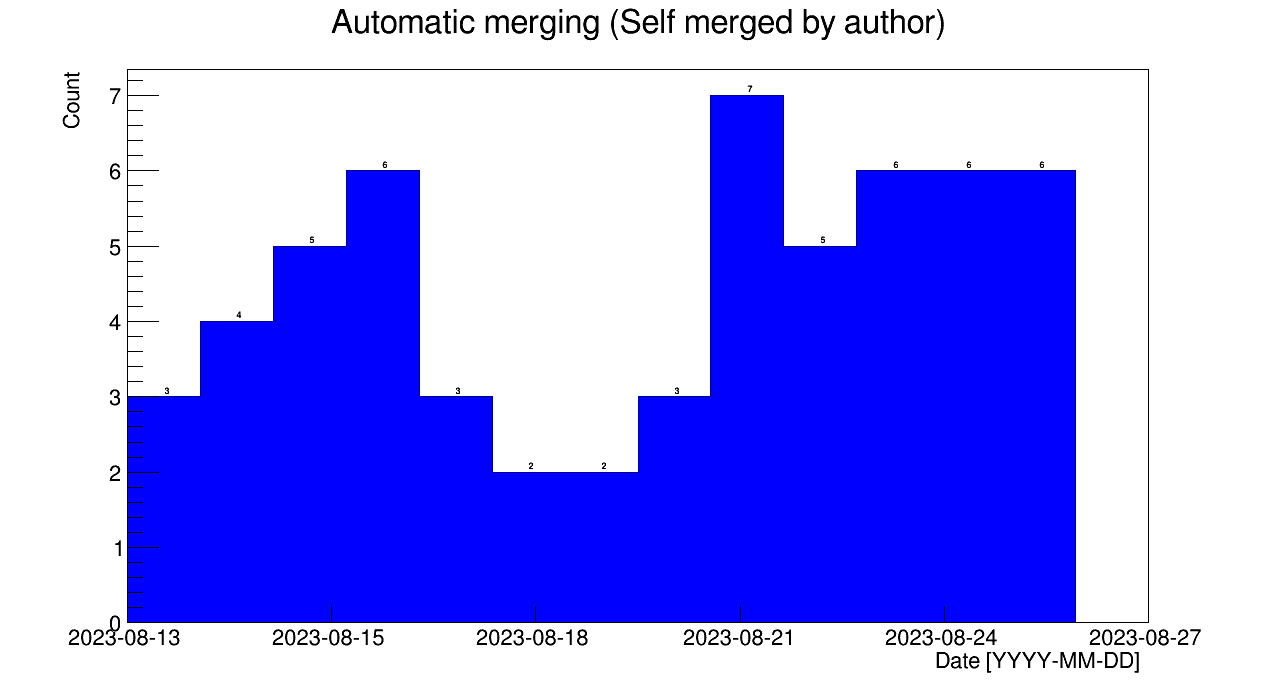 Automatic merging (Self merged by author)
Count
7
6
5
4
3
2
1
0
3 4 5 6 3 2 2 3 7 5 6 6 6
2023-08-13 2023-08-15 2023-08-18 2023-08-21 2023-08-24 2023-08-27
Date [YYYY-MM-DD]